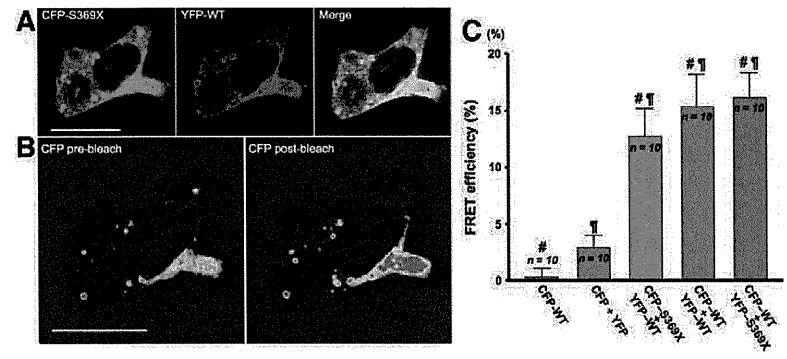 A
CFP-S369X
YFP-WT
Merge
B
CFP pre-bleach
CFP post-bleach
C
(%)
FRET efficiency (%)
20
15
10
5
0
#
n = 10
¶
n = 10
# ¶
n = 10
# ¶
n = 10
# ¶
n = 10
CFP-WT
CFP + YFP
CFP-S369X
+
YFP-WT
CFP-WT
+
YFP-WT
CFP-WT
+
YFP-S369X